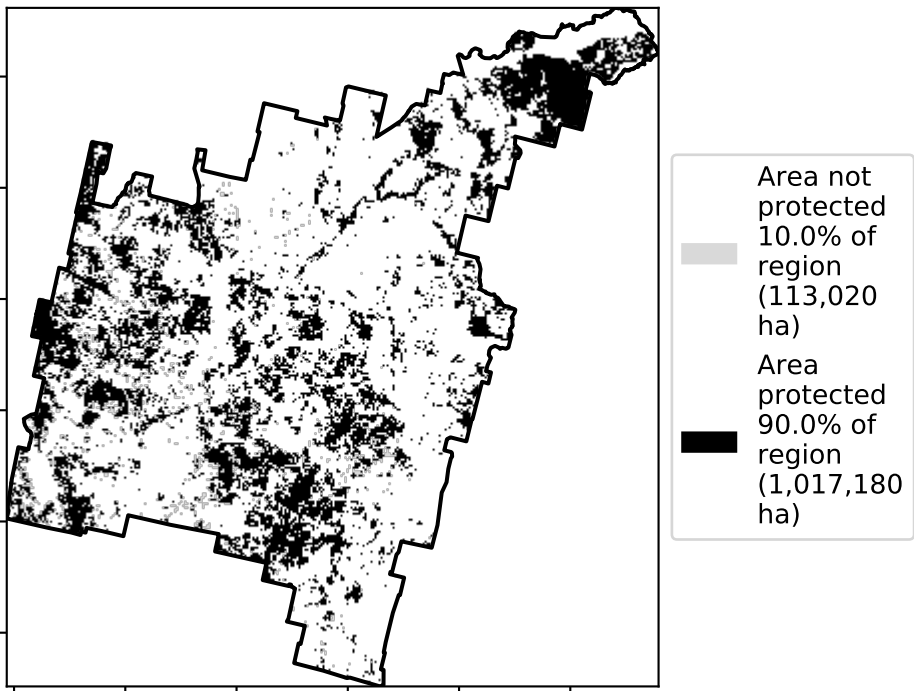 Area not
protected
10.0% of
region
(113,020
ha)
Area
protected
90.0% of
region
(1,017,180
ha)